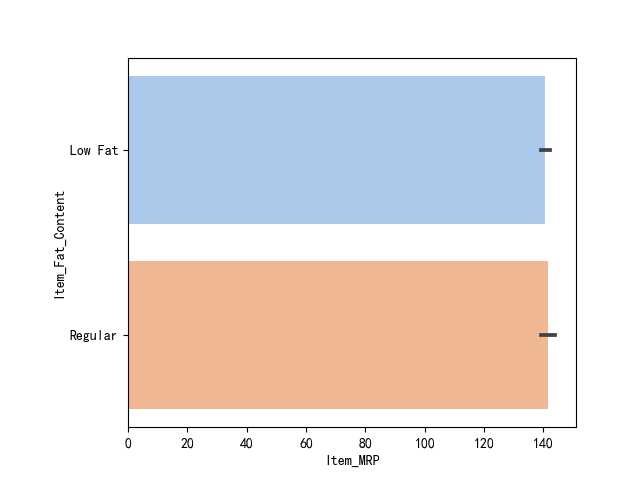 Low Fat
Regular
Item_Fat_Content
0 20 40 60 80 100 120 140
Item_MRP